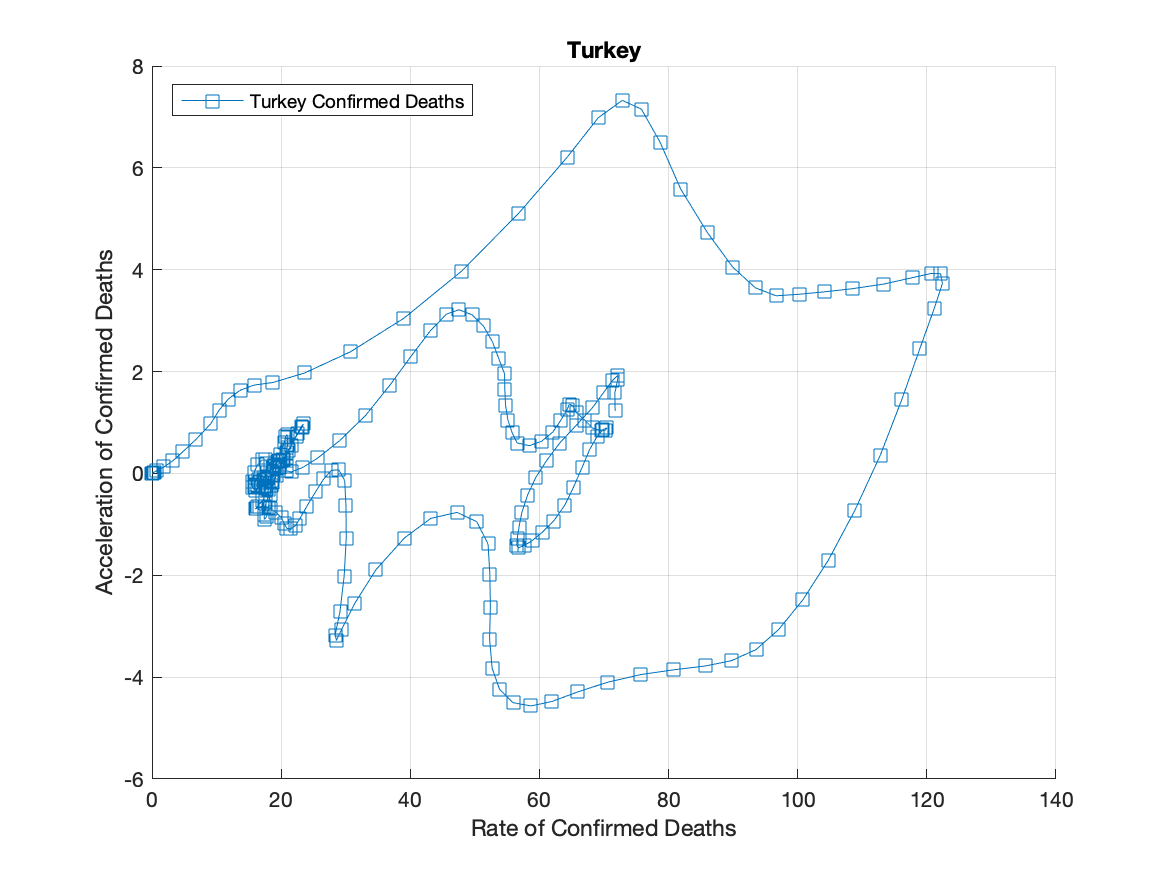 Turkey
8
Turkey Confirmed Deaths
6
4
2
0
-2
-4
-6
Acceleration of Confirmed Deaths
0 20 40 60 80 100 120 140
Rate of Confirmed Deaths